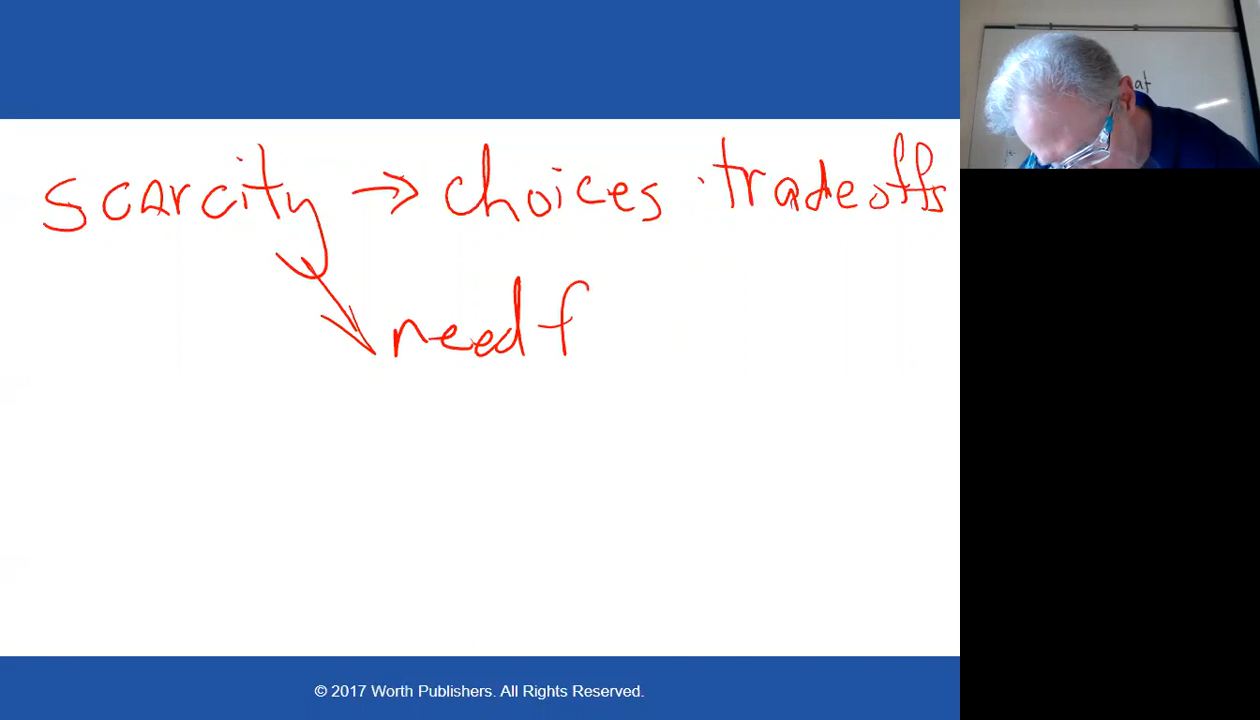 scarcity → choices tradeoffs
need f
© 2017 Worth Publishers. All Rights Reserved.